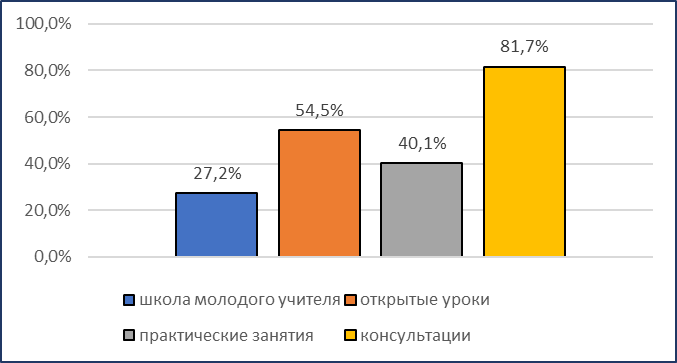 100,0%
81,7%
80,0%
54,5%
60,0%
40,1%
40,0%
27,2%
20,0%
0,0%
школа молодого учителя
открытые уроки
практические занятия
консультации